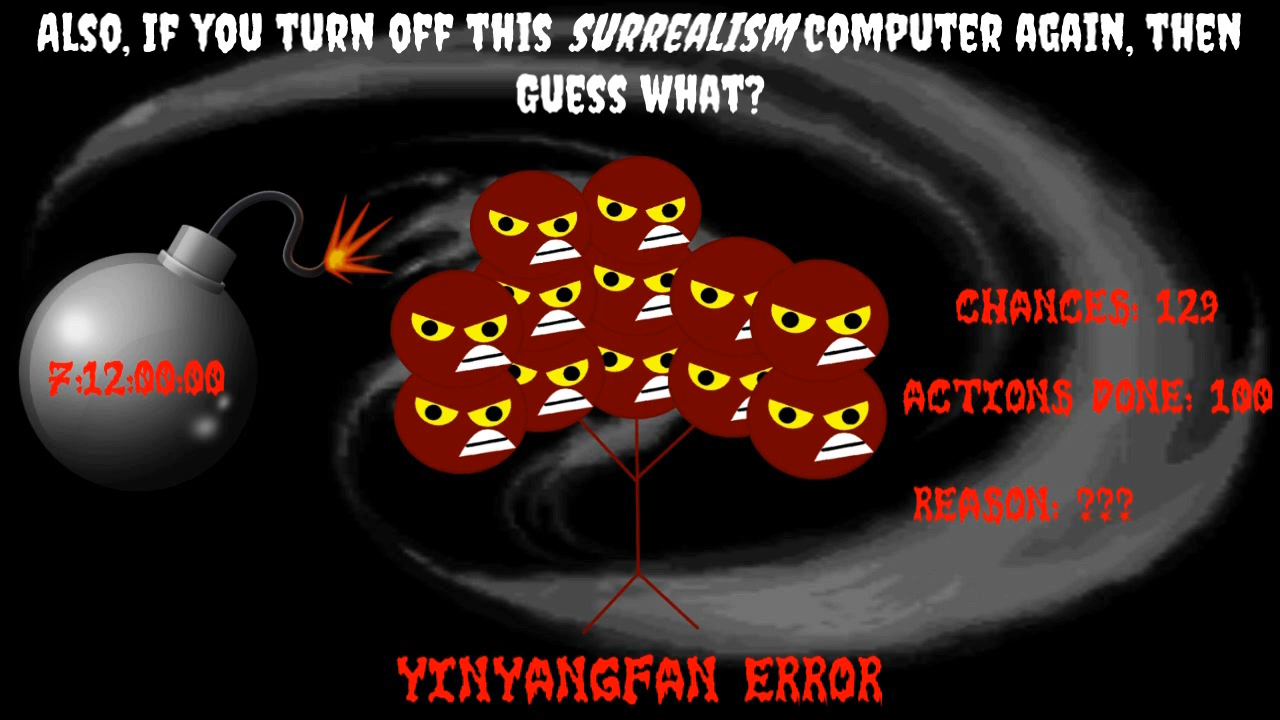 ALSO, IF YOU TURN OFF THIS SURREALISM COMPUTER AGAIN, THEN
GUESS WHAT?
7:12:00:00
CHANCES: 129
ACTIONS DONE: 100
REASON: ???
YINYANGFAN ERROR